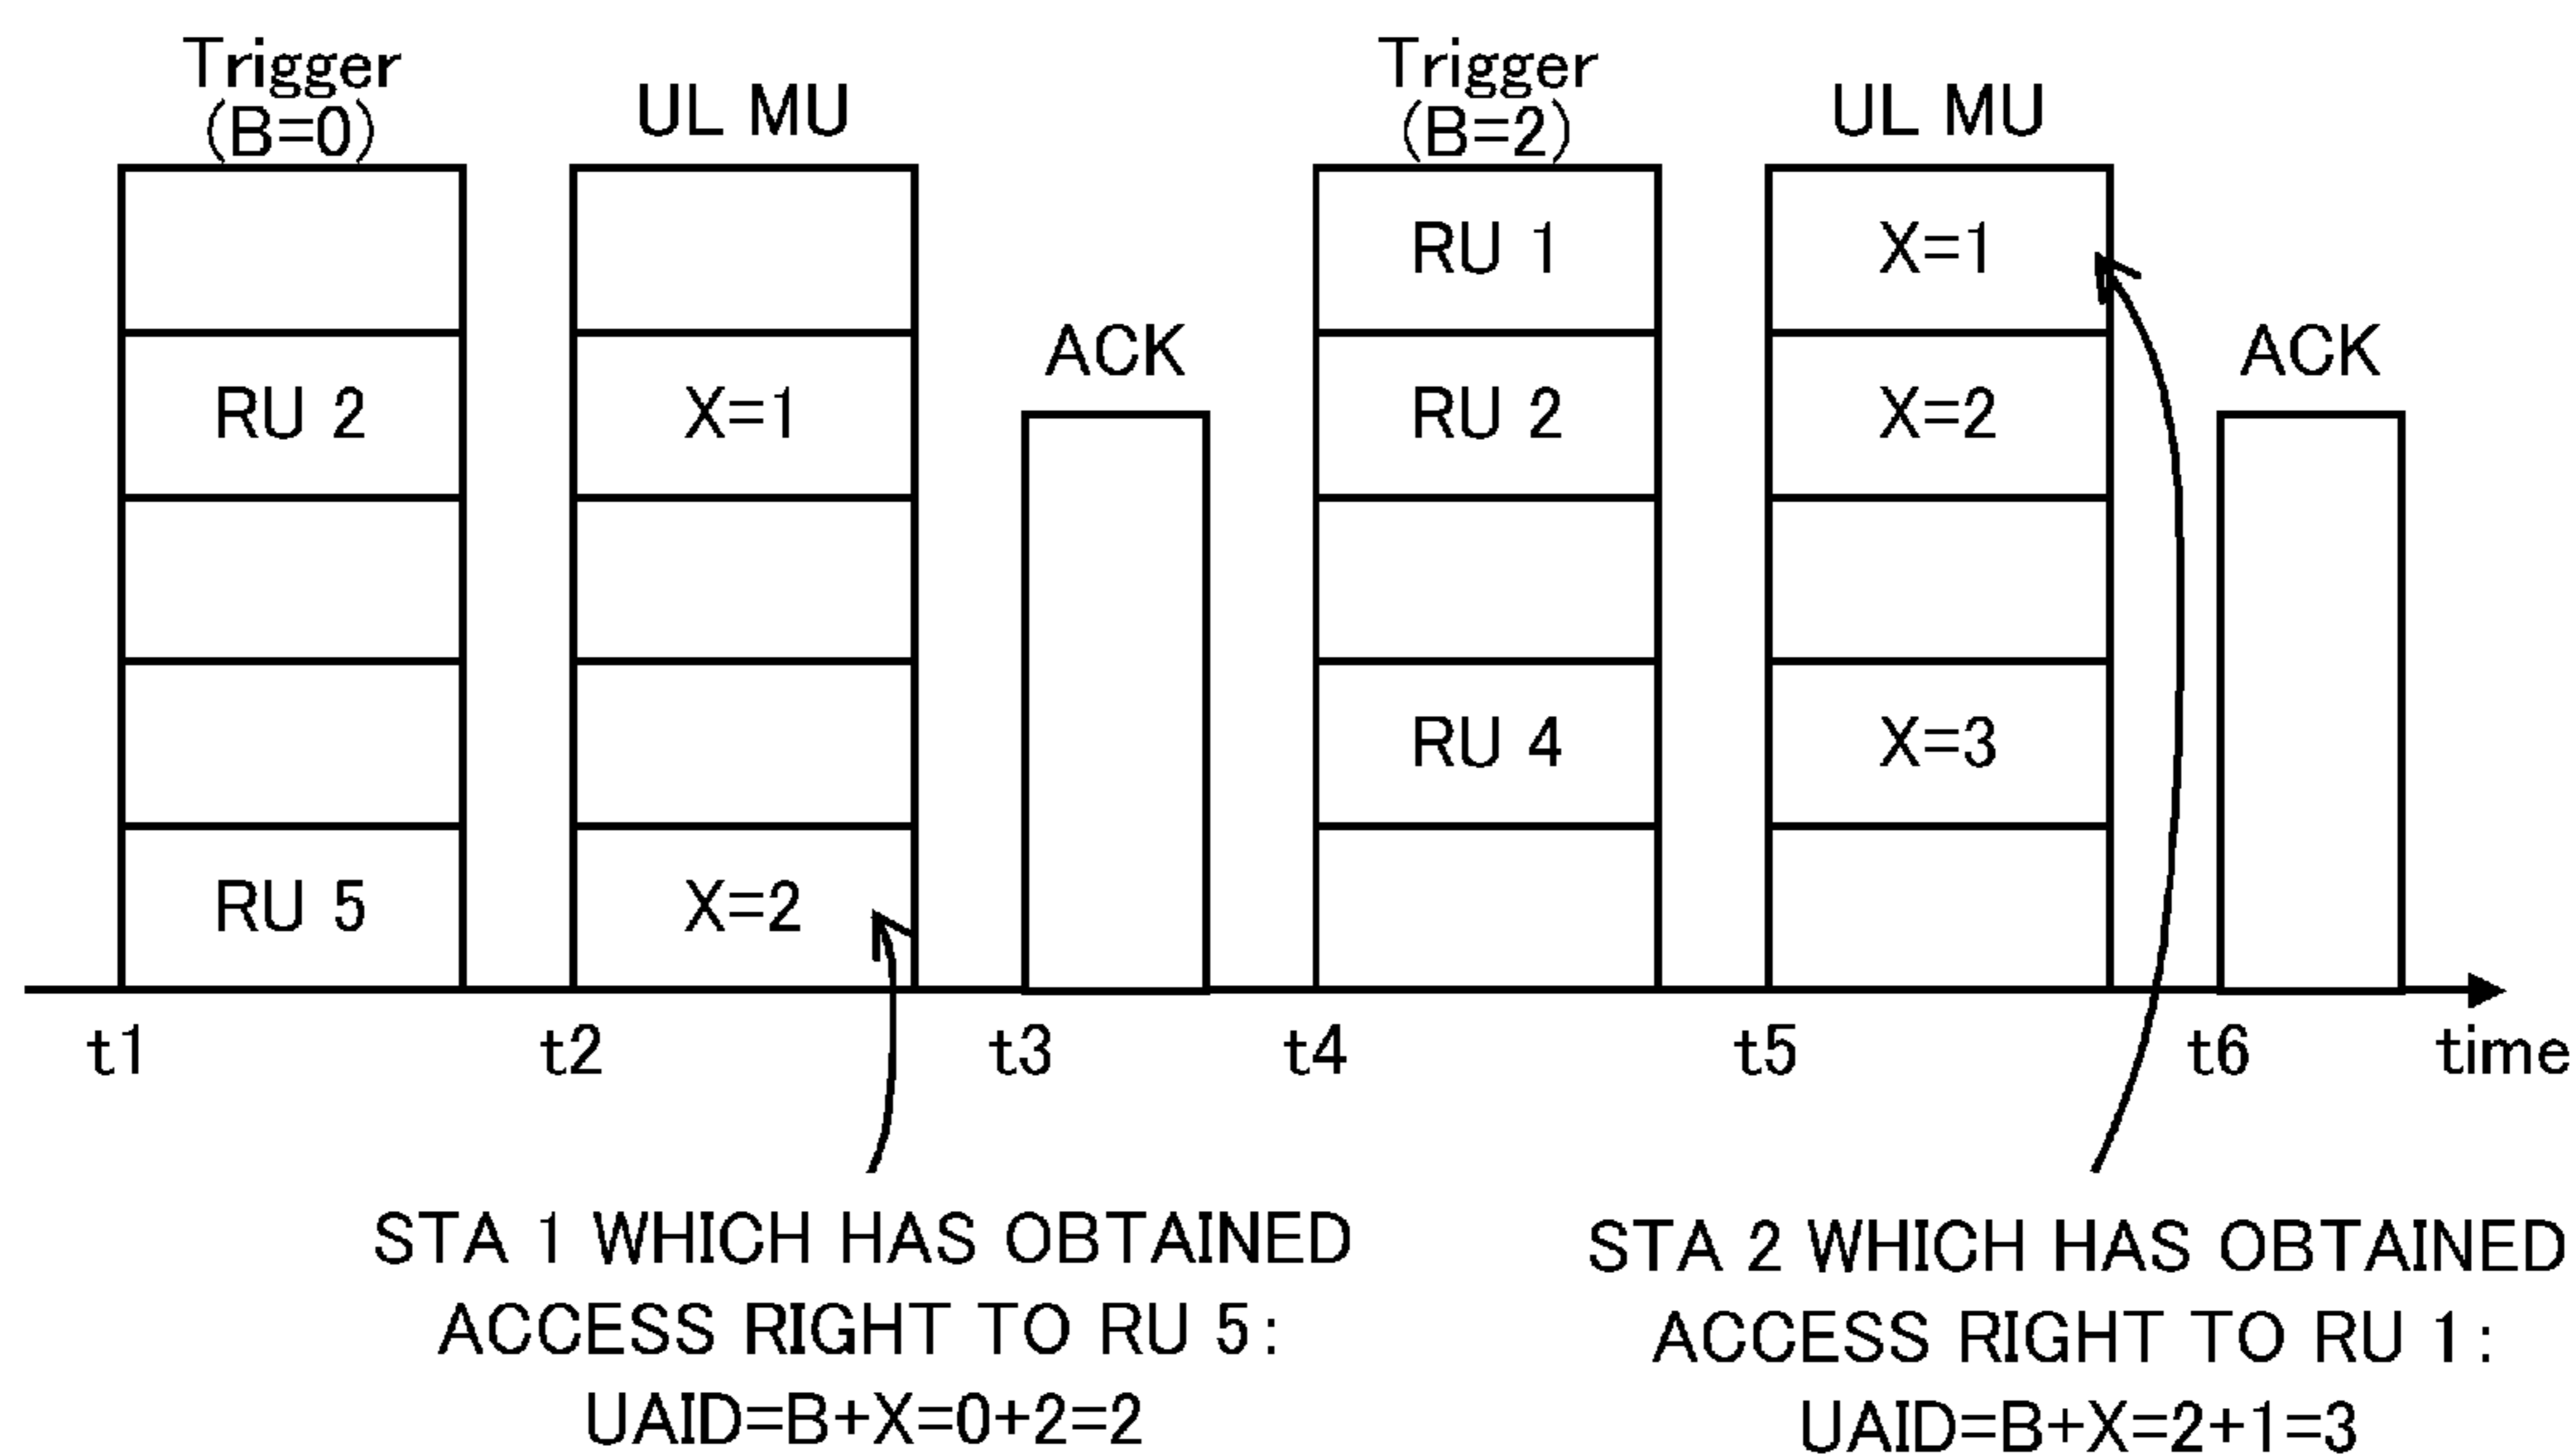 Trigger
(B=0)
UL MU
Trigger
(B=2)
UL MU
RU 1
X=1
RU 2
X=1
ACK
RU 2
X=2
ACK
RU 4
X=3
RU 5
X=2
t1
t2
t3
t4
t5
t6
time
STA 1 WHICH HAS OBTAINED
ACCESS RIGHT TO RU 5:
UAID=B+X=0+2=2
STA 2 WHICH HAS OBTAINED
ACCESS RIGHT TO RU 1:
UAID=B+X=2+1=3